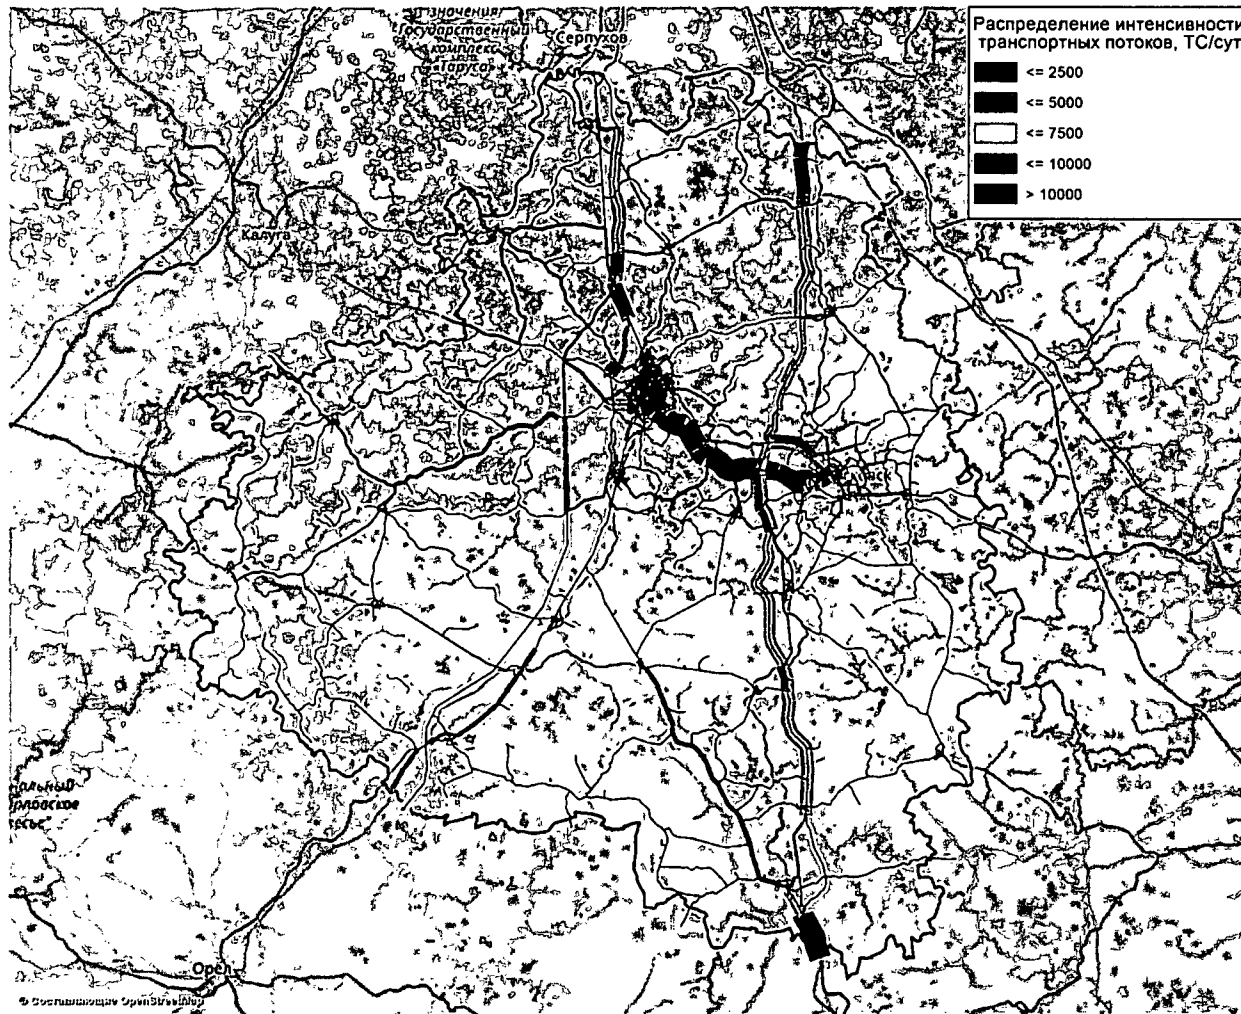 значения
"Государственный
комплекс
"Таруса"
Серпухов
Распределение интенсивности
транспортных потоков, ТС/сут
<= 2500
<= 5000
<= 7500
<= 10000
> 10000
Калуга
Орел
© Составляющие OpenStreetMap